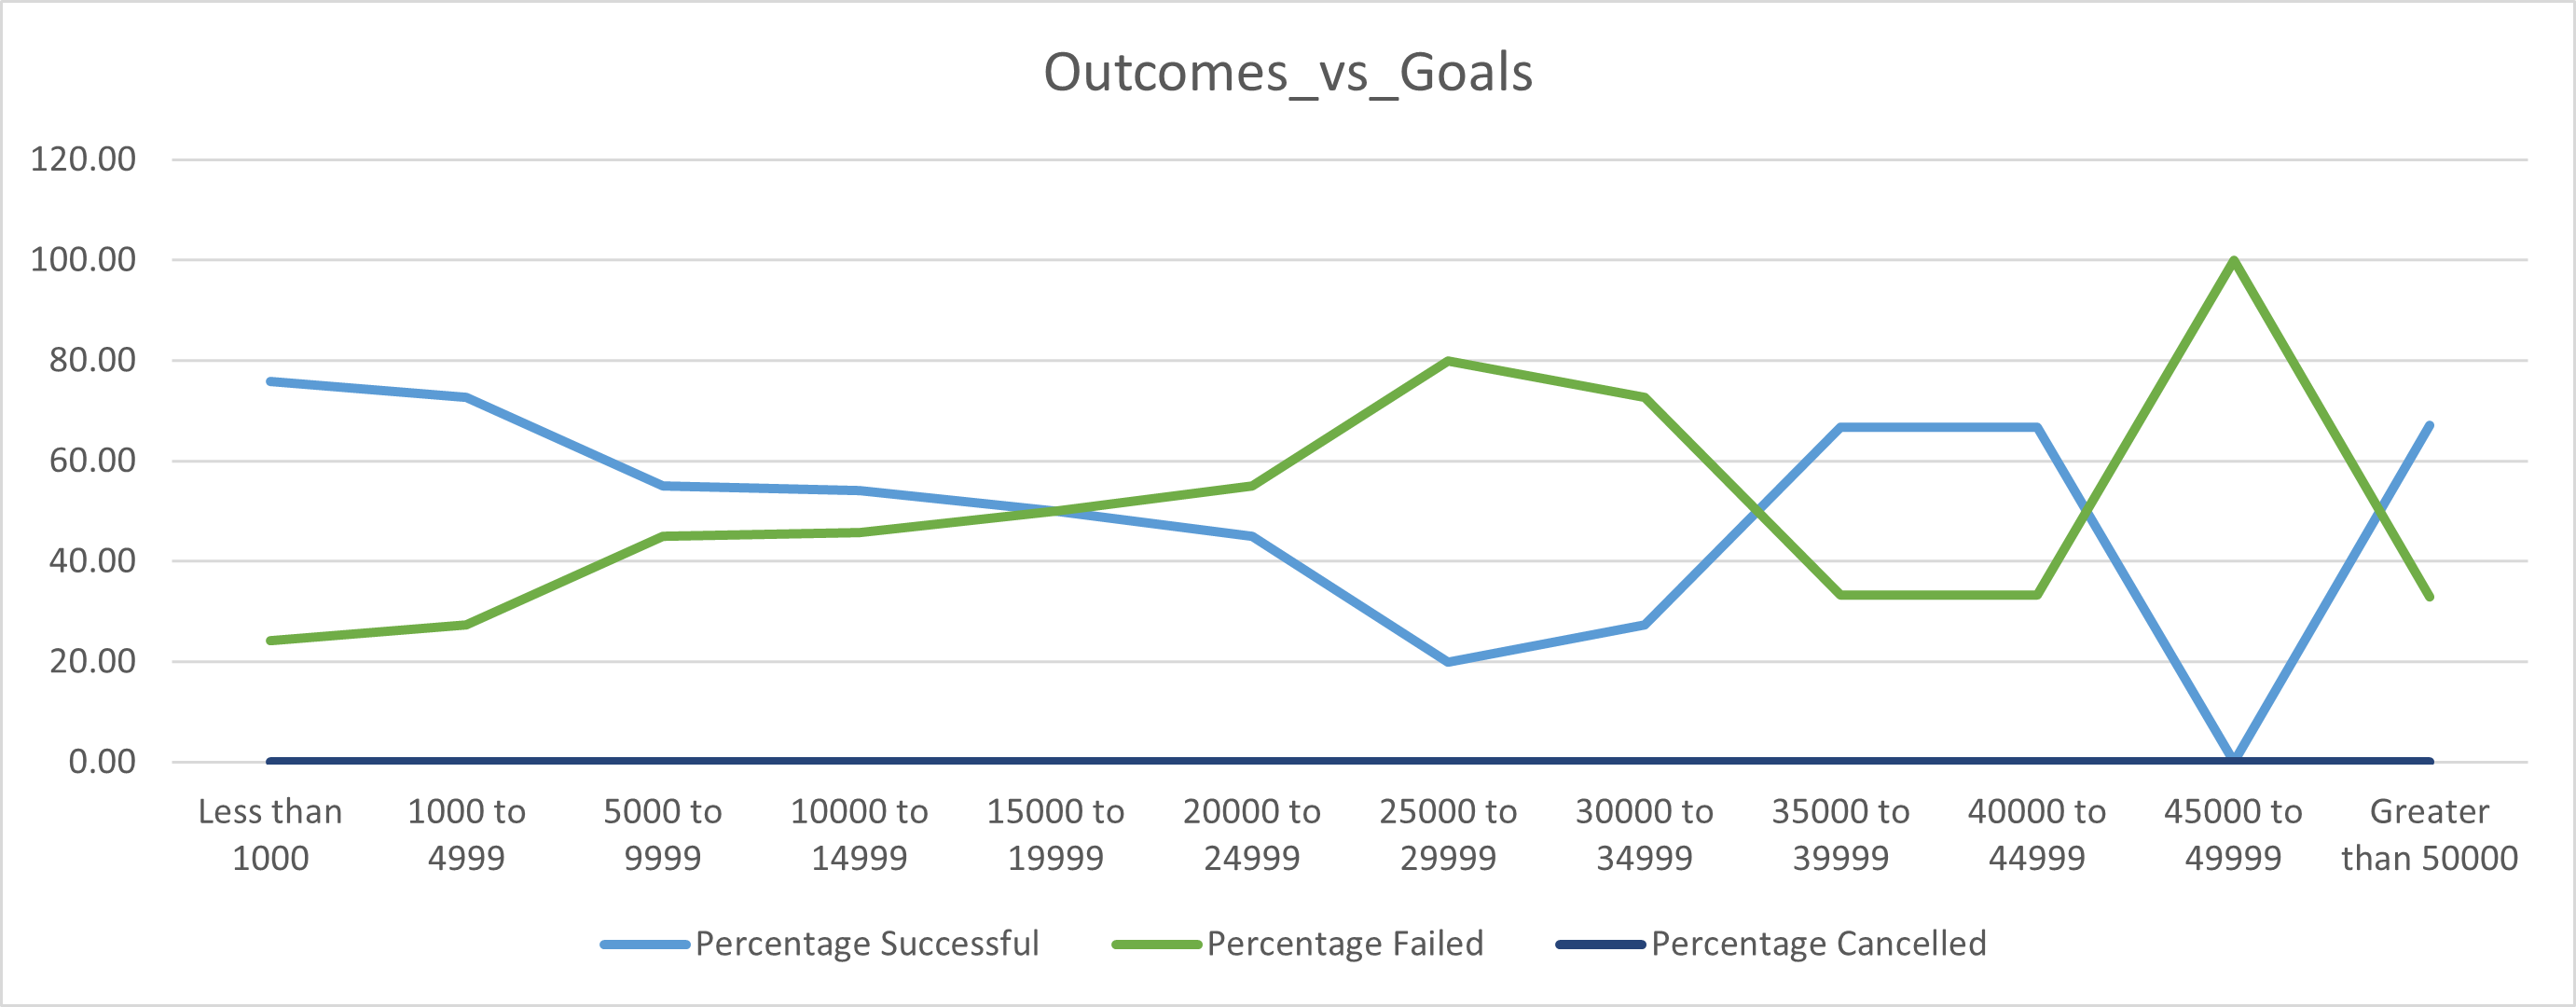 Outcomes_vs_Goals
120.00
100.00
80.00
60.00
40.00
20.00
0.00
Less than 1000 to 5000 to 10000 to 15000 to 20000 to 25000 to 30000 to 35000 to 40000 to 45000 to Greater
1000 4999 9999 14999 19999 24999 29999 34999 39999 44999 49999 than 50000
Percentage Successful Percentage Failed Percentage Cancelled